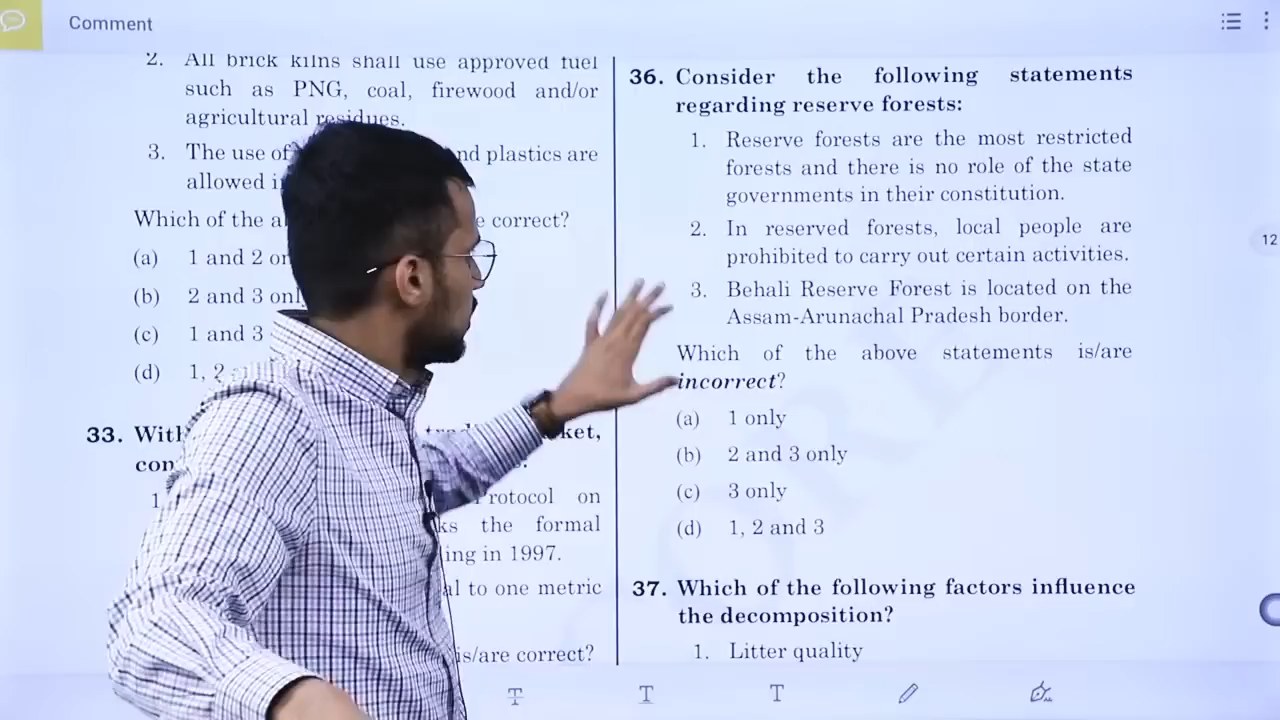 Comment
2. All brick kilns shall use approved fuel
such as PNG, coal, firewood and/or
agricultural residues.
3. The use of nd plastics are
allowed i
Which of the a e correct?
(a) 1 and 2 on
(b) 2 and 3 onl
(c) 1 and 3
(d) 1, 2
33. With ket,
con
1 Protocol on
ks the formal
ing in 1997.
al to one metric
is/are correct?
36. Consider the following statements
regarding reserve forests:
1. Reserve forests are the most restricted
forests and there is no role of the state
governments in their constitution.
2. In reserved forests, local people are
prohibited to carry out certain activities.
3. Behali Reserve Forest is located on the
Assam-Arunachal Pradesh border.
Which of the above statements is/are
incorrect?
(a) 1 only
(b) 2 and 3 only
(c) 3 only
(d) 1, 2 and 3
37. Which of the following factors influence
the decomposition?
1. Litter quality
12